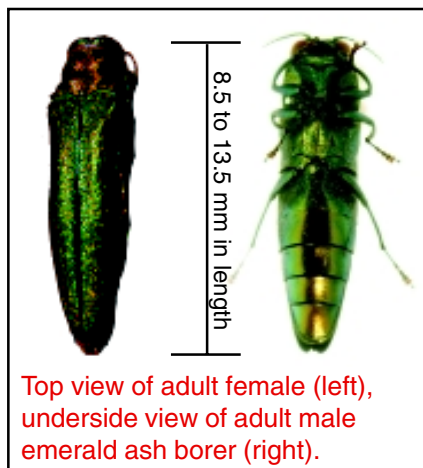 8.5 to 13.5 mm in length
Top view of adult female (left),
underside view of adult male
emerald ash borer (right).